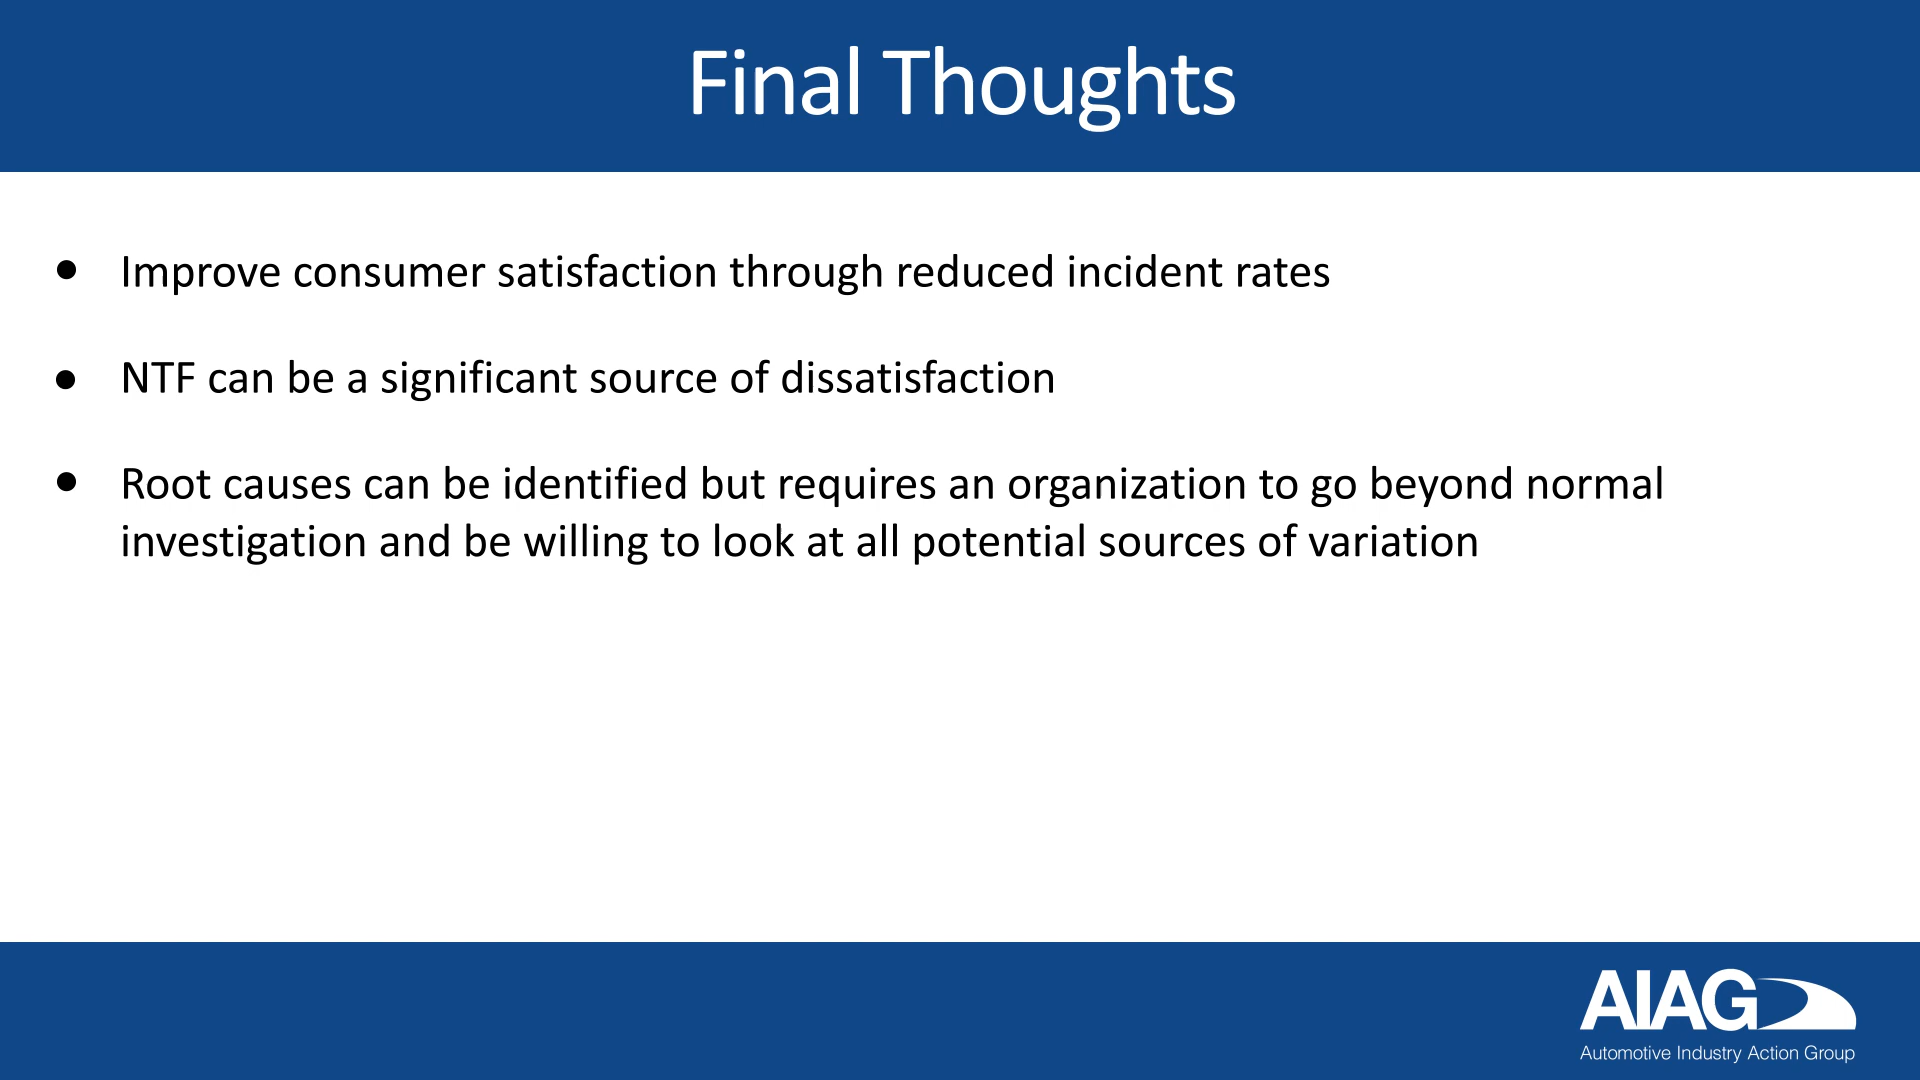 Final Thoughts
● Improve consumer satisfaction through reduced incident rates
● NTF can be a significant source of dissatisfaction
● Root causes can be identified but requires an organization to go beyond normal
investigation and be willing to look at all potential sources of variation
AIAG
Automotive Industry Action Group